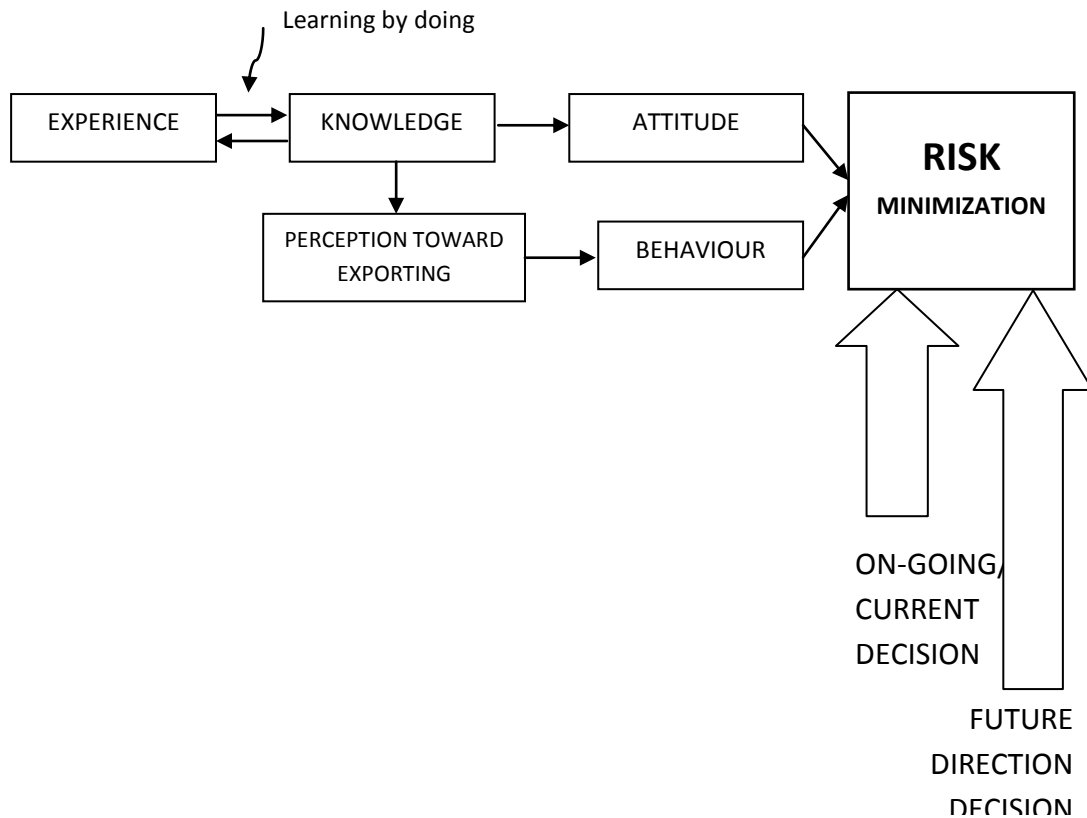 Learning by doing
EXPERIENCE
KNOWLEDGE
ATTITUDE
RISK
MINIMIZATION
PERCEPTION TOWARD
EXPORTING
BEHAVIOUR
ON-GOING/
CURRENT
DECISION
FUTURE
DIRECTION
DECISION